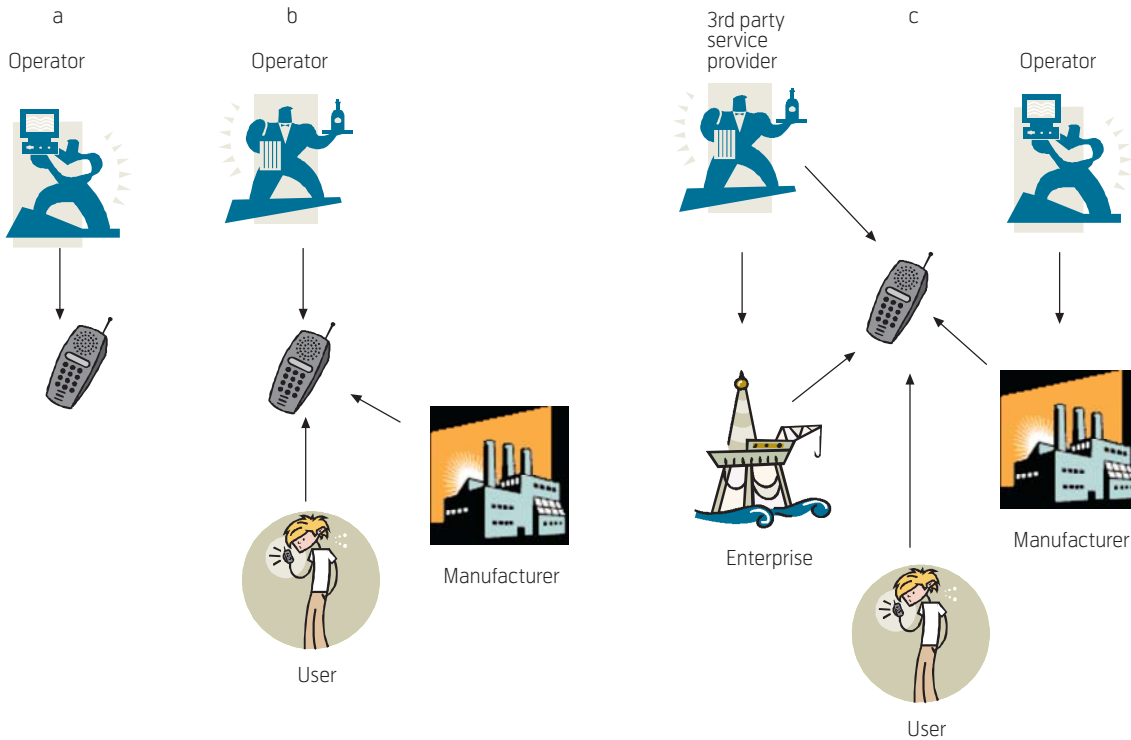 a
Operator
b
Operator
Manufacturer
User
c
3rd party
service
provider
Operator
Enterprise
Manufacturer
User